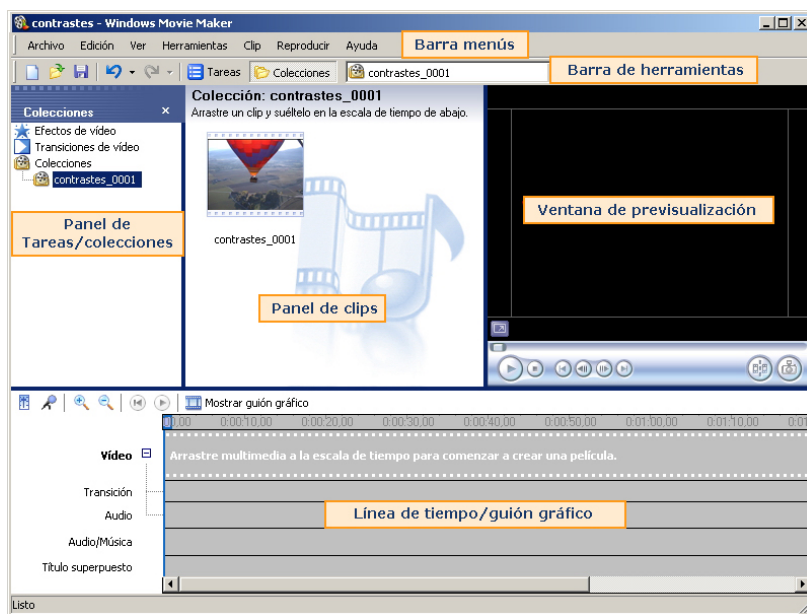 contrastes - Windows Movie Maker
Archivo Edición Ver Herramientas Clip Reproducir Ayuda
Barra menús
Tareas Colecciones contrastes_0001
Barra de herramientas
Colecciones ×
Efectos de vídeo
Transiciones de vídeo
Colecciones
contrastes_0001
Panel de
Tareas/colecciones
Colección: contrastes_0001
Arrastre un clip y suéltelo en la escala de tiempo de abajo.
contrastes_0001
Panel de clips
Ventana de previsualización
Mostrar guión gráfico
0:00:10,00 0:00:20,00 0:00:30,00 0:00:40,00 0:00:50,00 0:01:00,00 0:01:10,00
Vídeo
Arrastre multimedia a la escala de tiempo para comenzar a crear una película.
Transición
Audio
Línea de tiempo/guión gráfico
Audio/Música
Título superpuesto
Listo